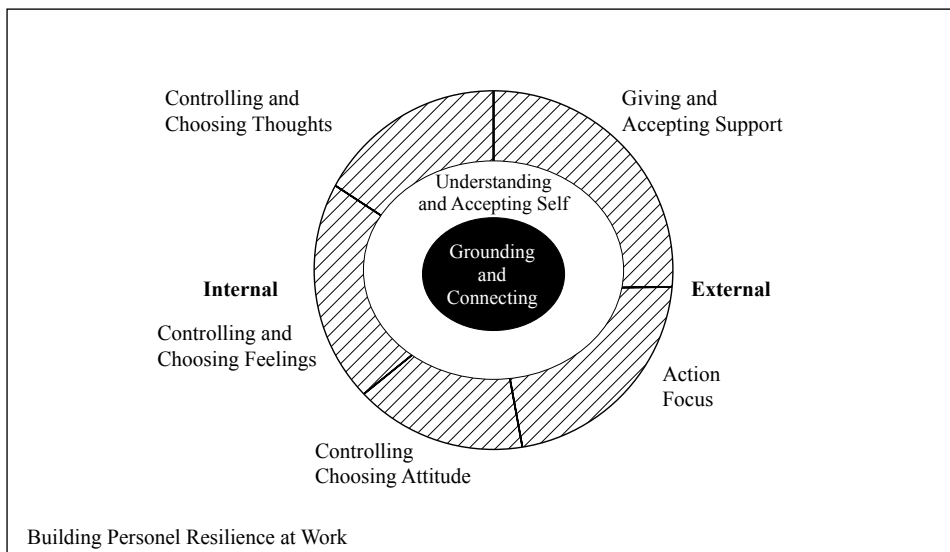 Controlling and
Choosing Thoughts
Giving and
Accepting Support
Understanding
and Accepting Self
Grounding
and
Connecting
Internal
External
Controlling and
Choosing Feelings
Action
Focus
Controlling
Choosing Attitude
Building Personel Resilience at Work